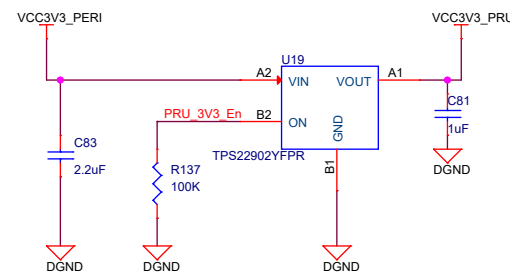 VCC3V3_PERI
VCC3V3_PRU
U19
A2
VIN
VOUT
A1
PRU_3V3_En
B2
ON
GND
C81
1uF
C83
2.2uF
TPS22902YFPR
B1
R137
100K
DGND
DGND
DGND
DGND